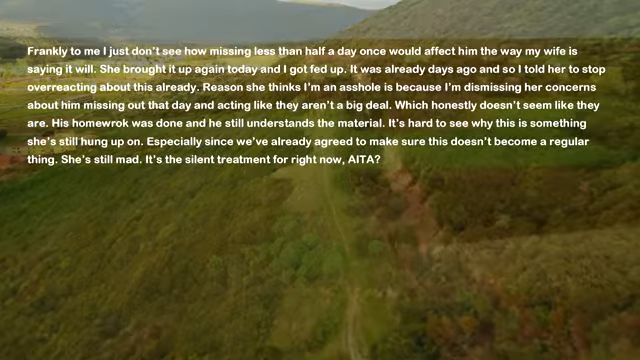 Frankly to me I just don't see how missing less than half a day once would affect him the way my wife is
saying it will. She brought it up again today and I got fed up. It was already days ago and so I told her to stop
overreacting about this already. Reason she thinks I'm an asshole is because I'm dismissing her concerns
about him missing out that day and acting like they aren't a big deal. Which honestly doesn't seem like they
are. His homewrok was done and he still understands the material. It's hard to see why this is something
she's still hung up on. Especially since we've already agreed to make sure this doesn't become a regular
thing. She's still mad. It's the silent treatment for right now, AITA?